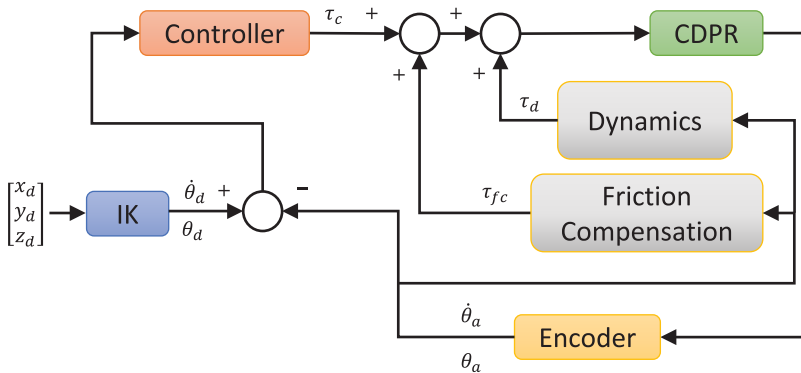 Controller
τ_c
+
+
+
+
CDPR
τ_d
Dynamics
[x_d
y_d
z_d]
IK
θ̇_d
θ_d
+
-
τ_fc
Friction
Compensation
θ̇_a
θ_a
Encoder